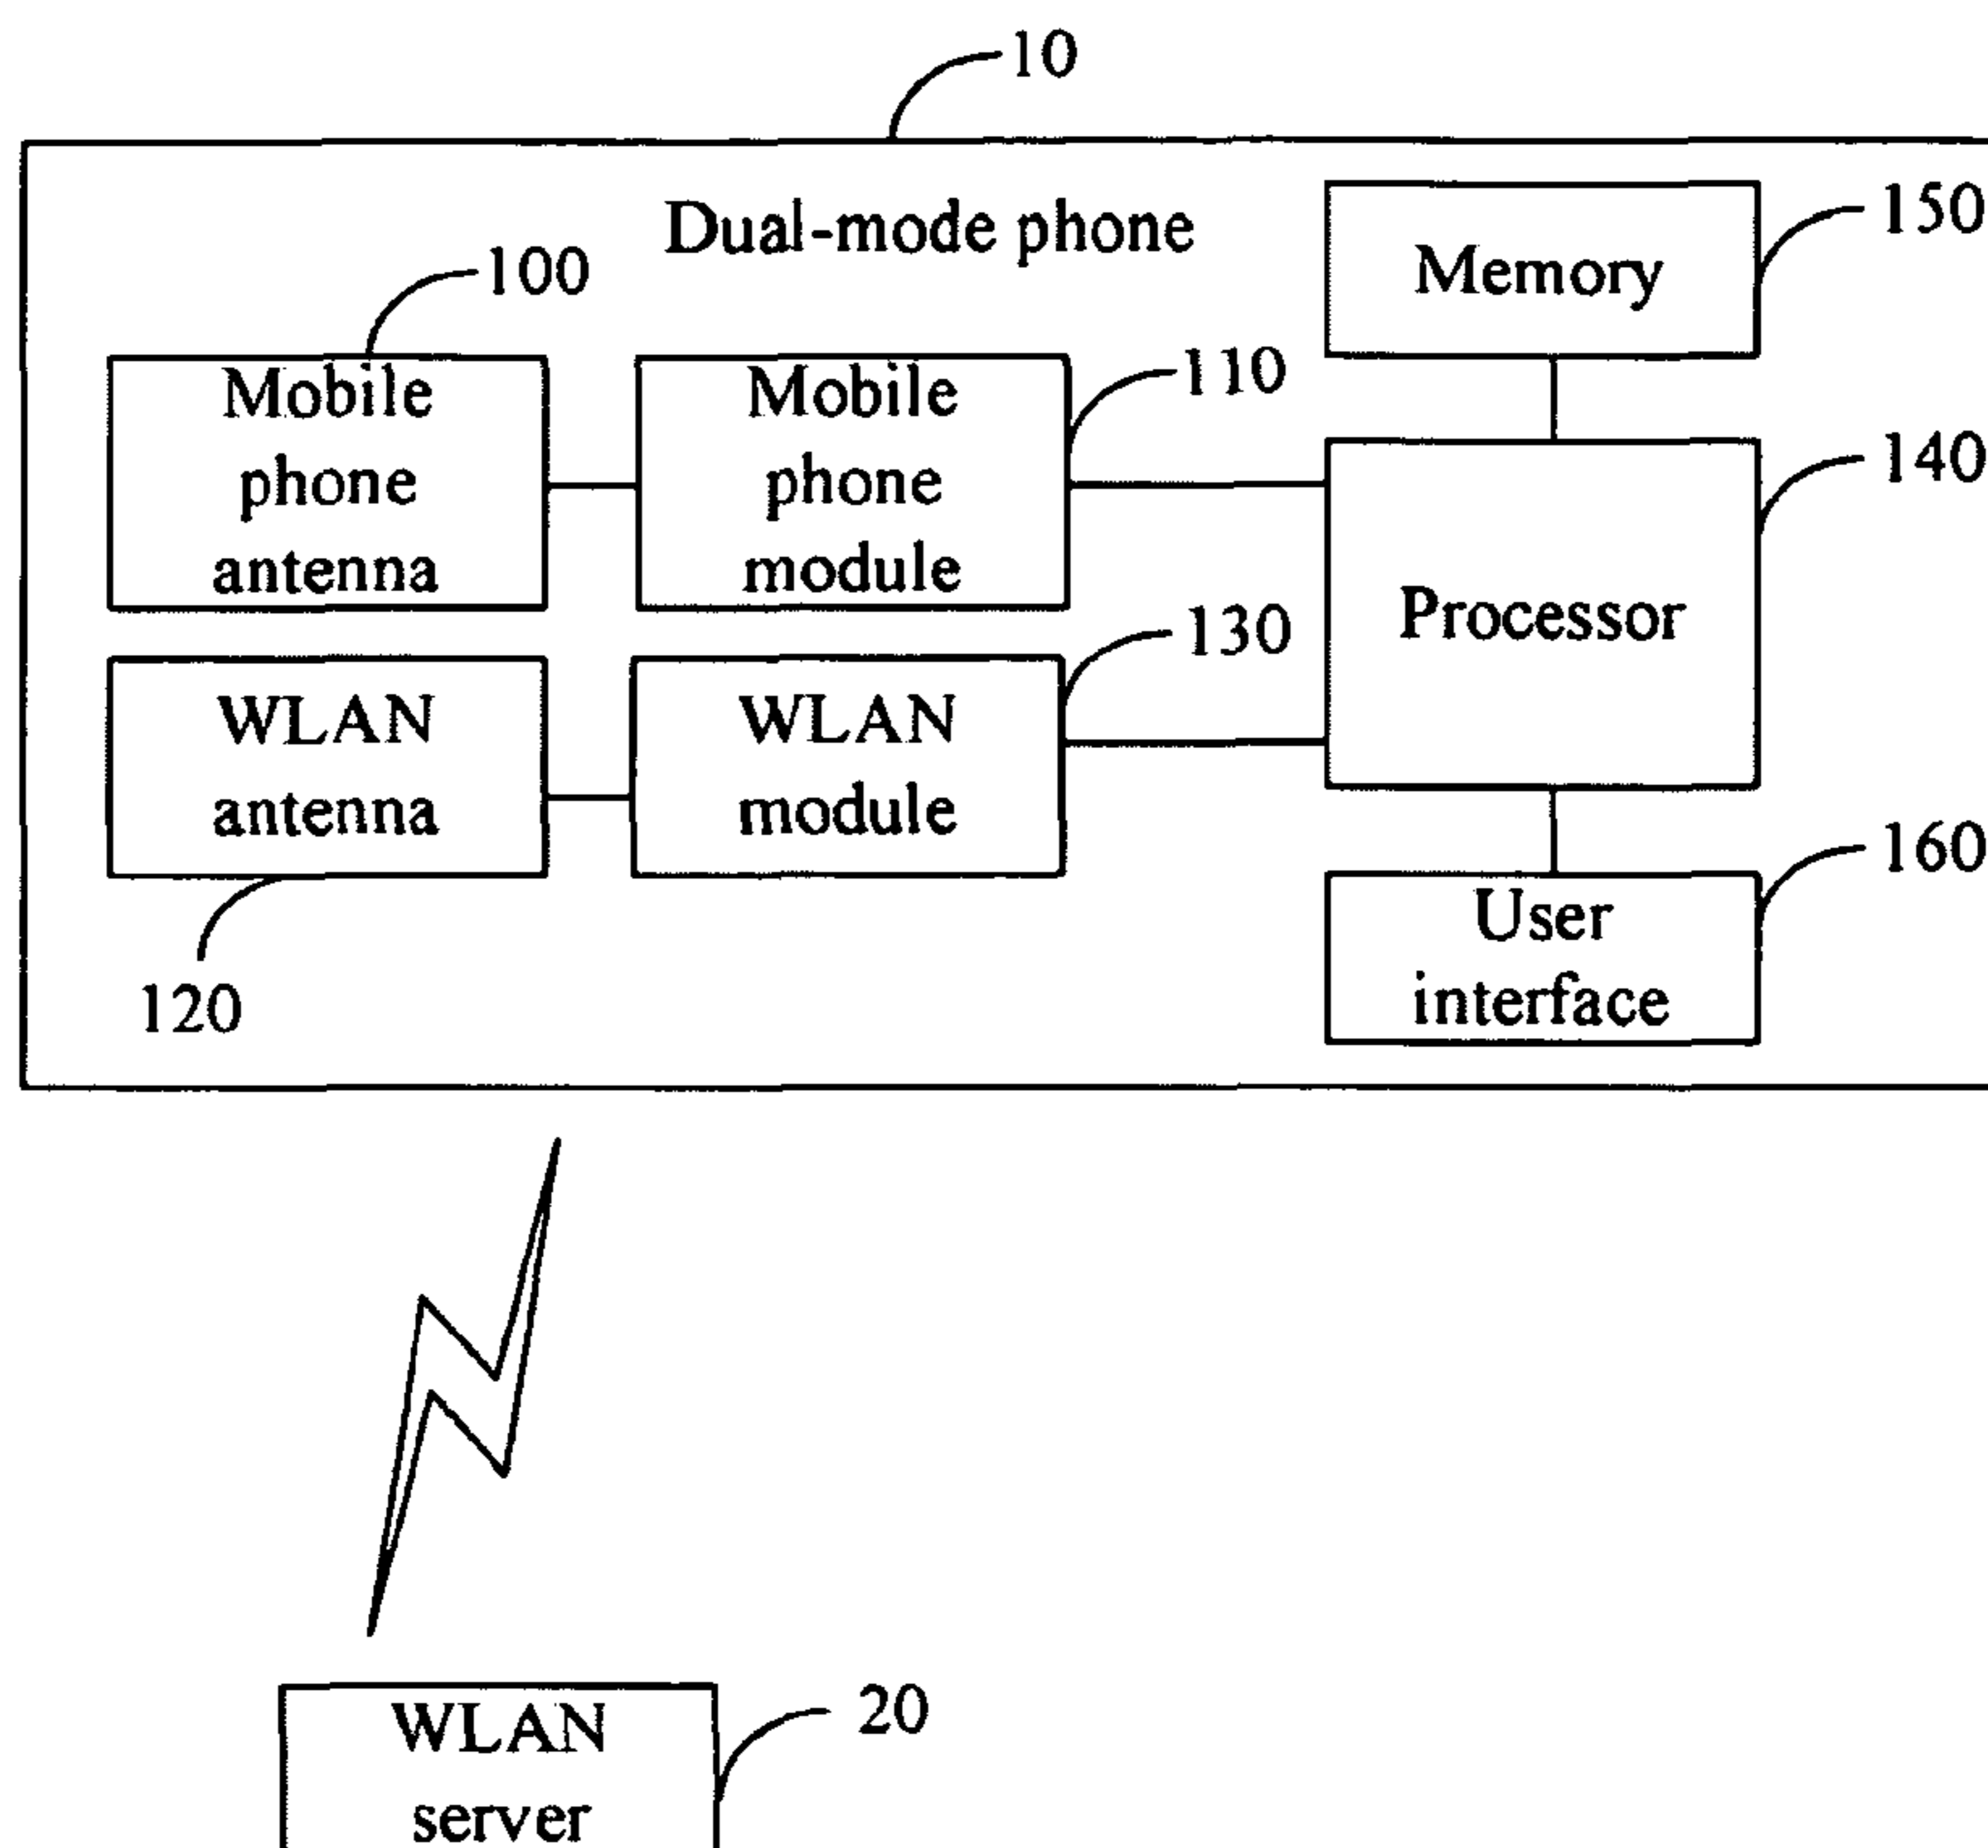 10
Dual-mode phone
150
Memory
100
110
Mobile
phone
antenna
Mobile
phone
module
140
Processor
130
WLAN
antenna
WLAN
module
160
User
interface
120
WLAN
server
20